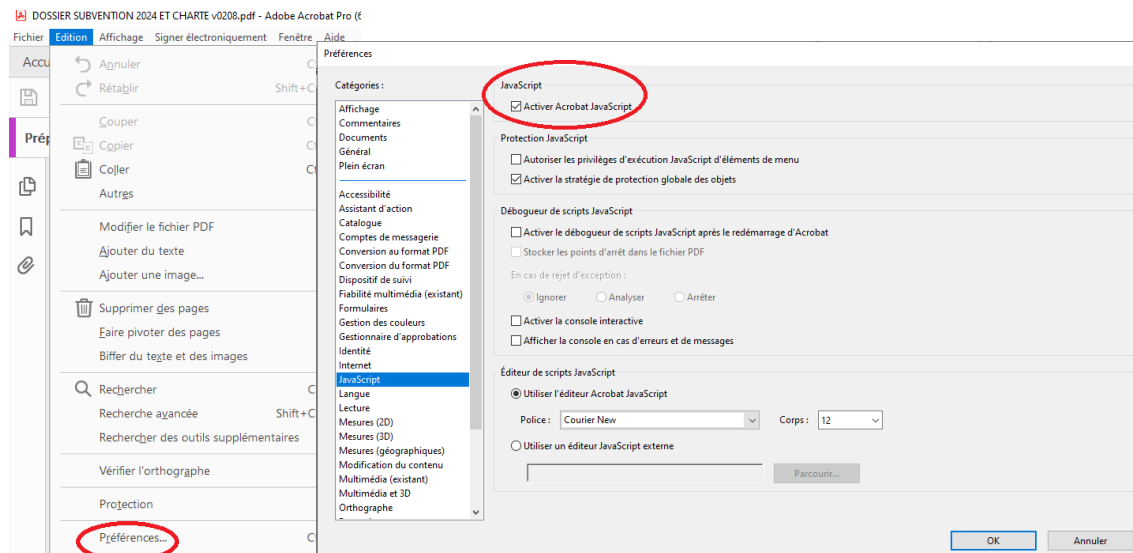 DOSSIER SUBVENTION 2024 ET CHARTE v0208.pdf - Adobe Acrobat Pro (6
Fichier Edition Affichage Signer électroniquement Fenêtre Aide
Accu
Prép
Annuler C
Rétablir Shift+C
Couper C
Copier Ct
Coller Ct
Autres
Modifier le fichier PDF
Ajouter du texte
Ajouter une image...
Supprimer des pages
Faire pivoter des pages
Biffer du texte et des images
Rechercher C
Recherche avancée Shift+C
Rechercher des outils supplémentaires
Vérifier l'orthographe
Protection
Préférences... C
Préférences
Catégories :
Affichage
Commentaires
Documents
Général
Plein écran
Accessibilité
Assistant d'action
Catalogue
Comptes de messagerie
Conversion au format PDF
Conversion du format PDF
Dispositif de suivi
Fiabilité multimédia (existant)
Formulaires
Gestion des couleurs
Gestionnaire d'approbations
Identité
Internet
JavaScript
Langue
Lecture
Mesures (2D)
Mesures (3D)
Mesures (géographiques)
Modification du contenu
Multimédia (existant)
Multimédia et 3D
Orthographe
JavaScript
Activer Acrobat JavaScript
Protection JavaScript
Autoriser les privilèges d'exécution JavaScript d'éléments de menu
Activer la stratégie de protection globale des objets
Débogueur de scripts JavaScript
Activer le débogueur de scripts JavaScript après le redémarrage d'Acrobat
Stocker les points d'arrêt dans le fichier PDF
En cas de rejet d'exception :
Ignorer Analyser Arrêter
Activer la console interactive
Afficher la console en cas d'erreurs et de messages
Éditeur de scripts JavaScript
Utiliser l'éditeur Acrobat JavaScript
Police : Courier New Corps : 12
Utiliser un éditeur JavaScript externe
Parcourir...
OK Annuler